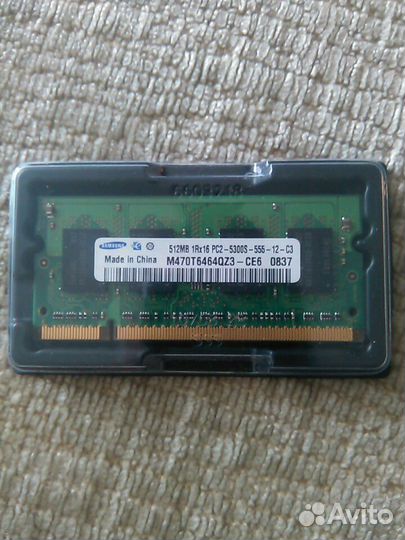 SAMSUNG
512MB 1Rx16 PC2-5300S-555-12-C3
Made in China
M470T6464QZ3-CE6 0837
Avito